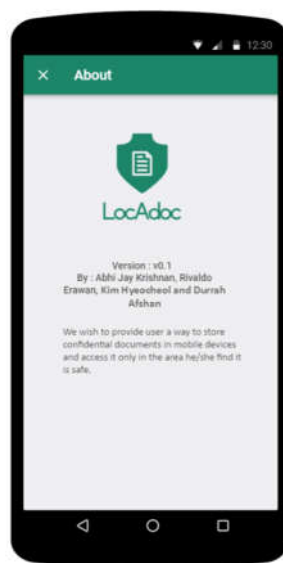 12:30
About
LocAdoc
Version : v0.1
By : Abhi Jay Krishnan, Rivaldo
Erawan, Kim Hyeocheol and Durrah
Afshan
We wish to provide user a way to store
confidential documents in mobile devices
and access it only in the area he/she find it
is safe.